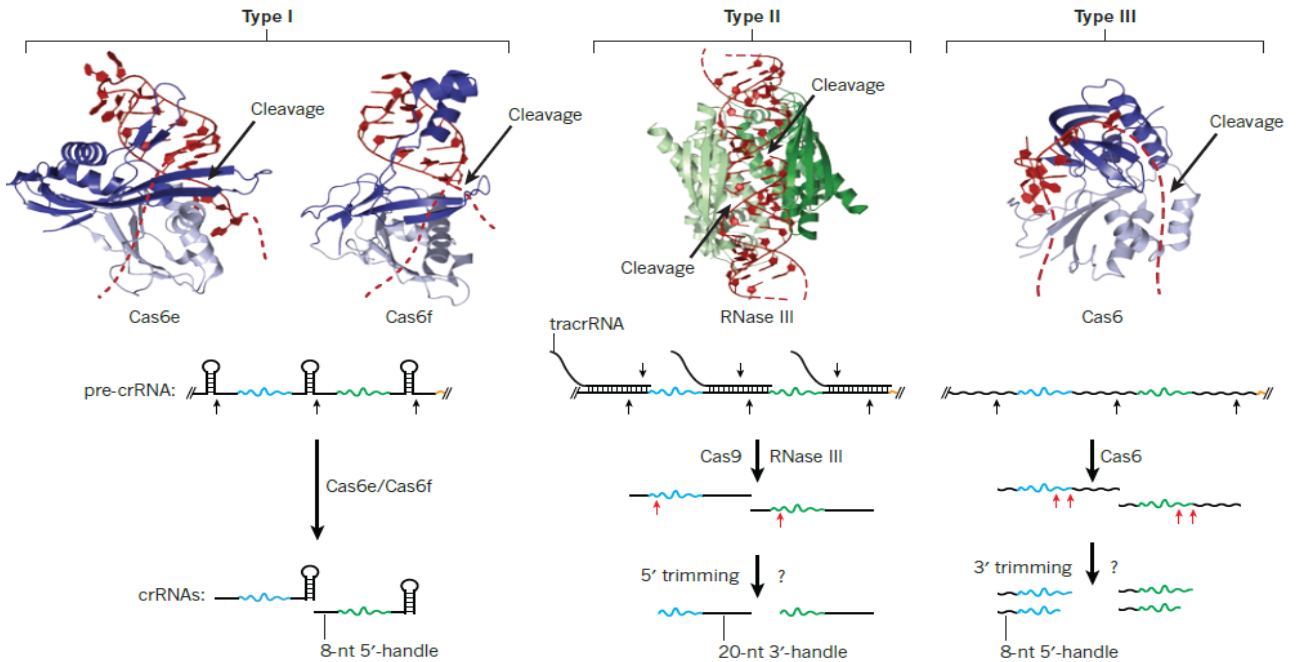 Type I
Type II
Type III
Cleavage
Cleavage
Cleavage
Cleavage
Cleavage
Cas6e
Cas6f
RNase III
Cas6
tracrRNA
pre-crRNA:
Cas9
RNase III
Cas6
Cas6e/Cas6f
5′ trimming
?
3′ trimming
?
crRNAs:
8-nt 5′-handle
20-nt 3′-handle
8-nt 5′-handle